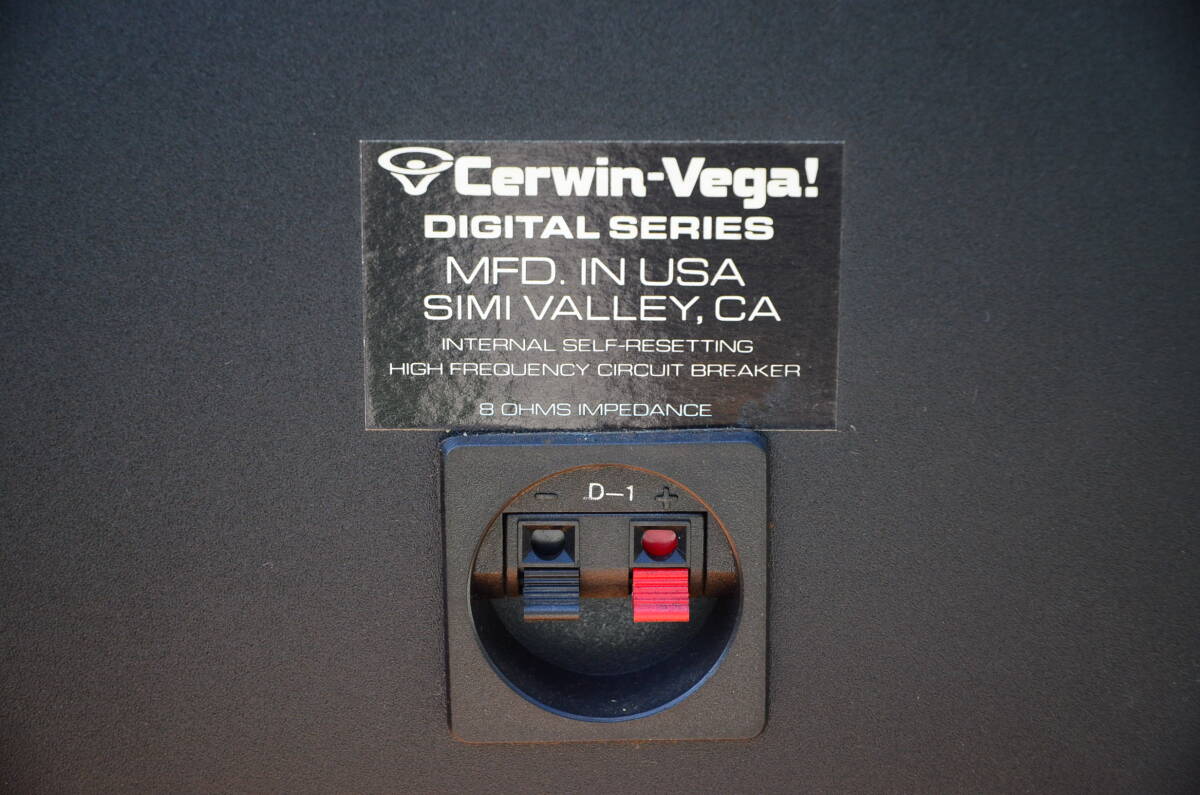 Cerwin-Vega!
DIGITAL SERIES
MFD. IN USA
SIMI VALLEY, CA
INTERNAL SELF-RESETTING
HIGH FREQUENCY CIRCUIT BREAKER
8 OHMS IMPEDANCE
- D-1 +